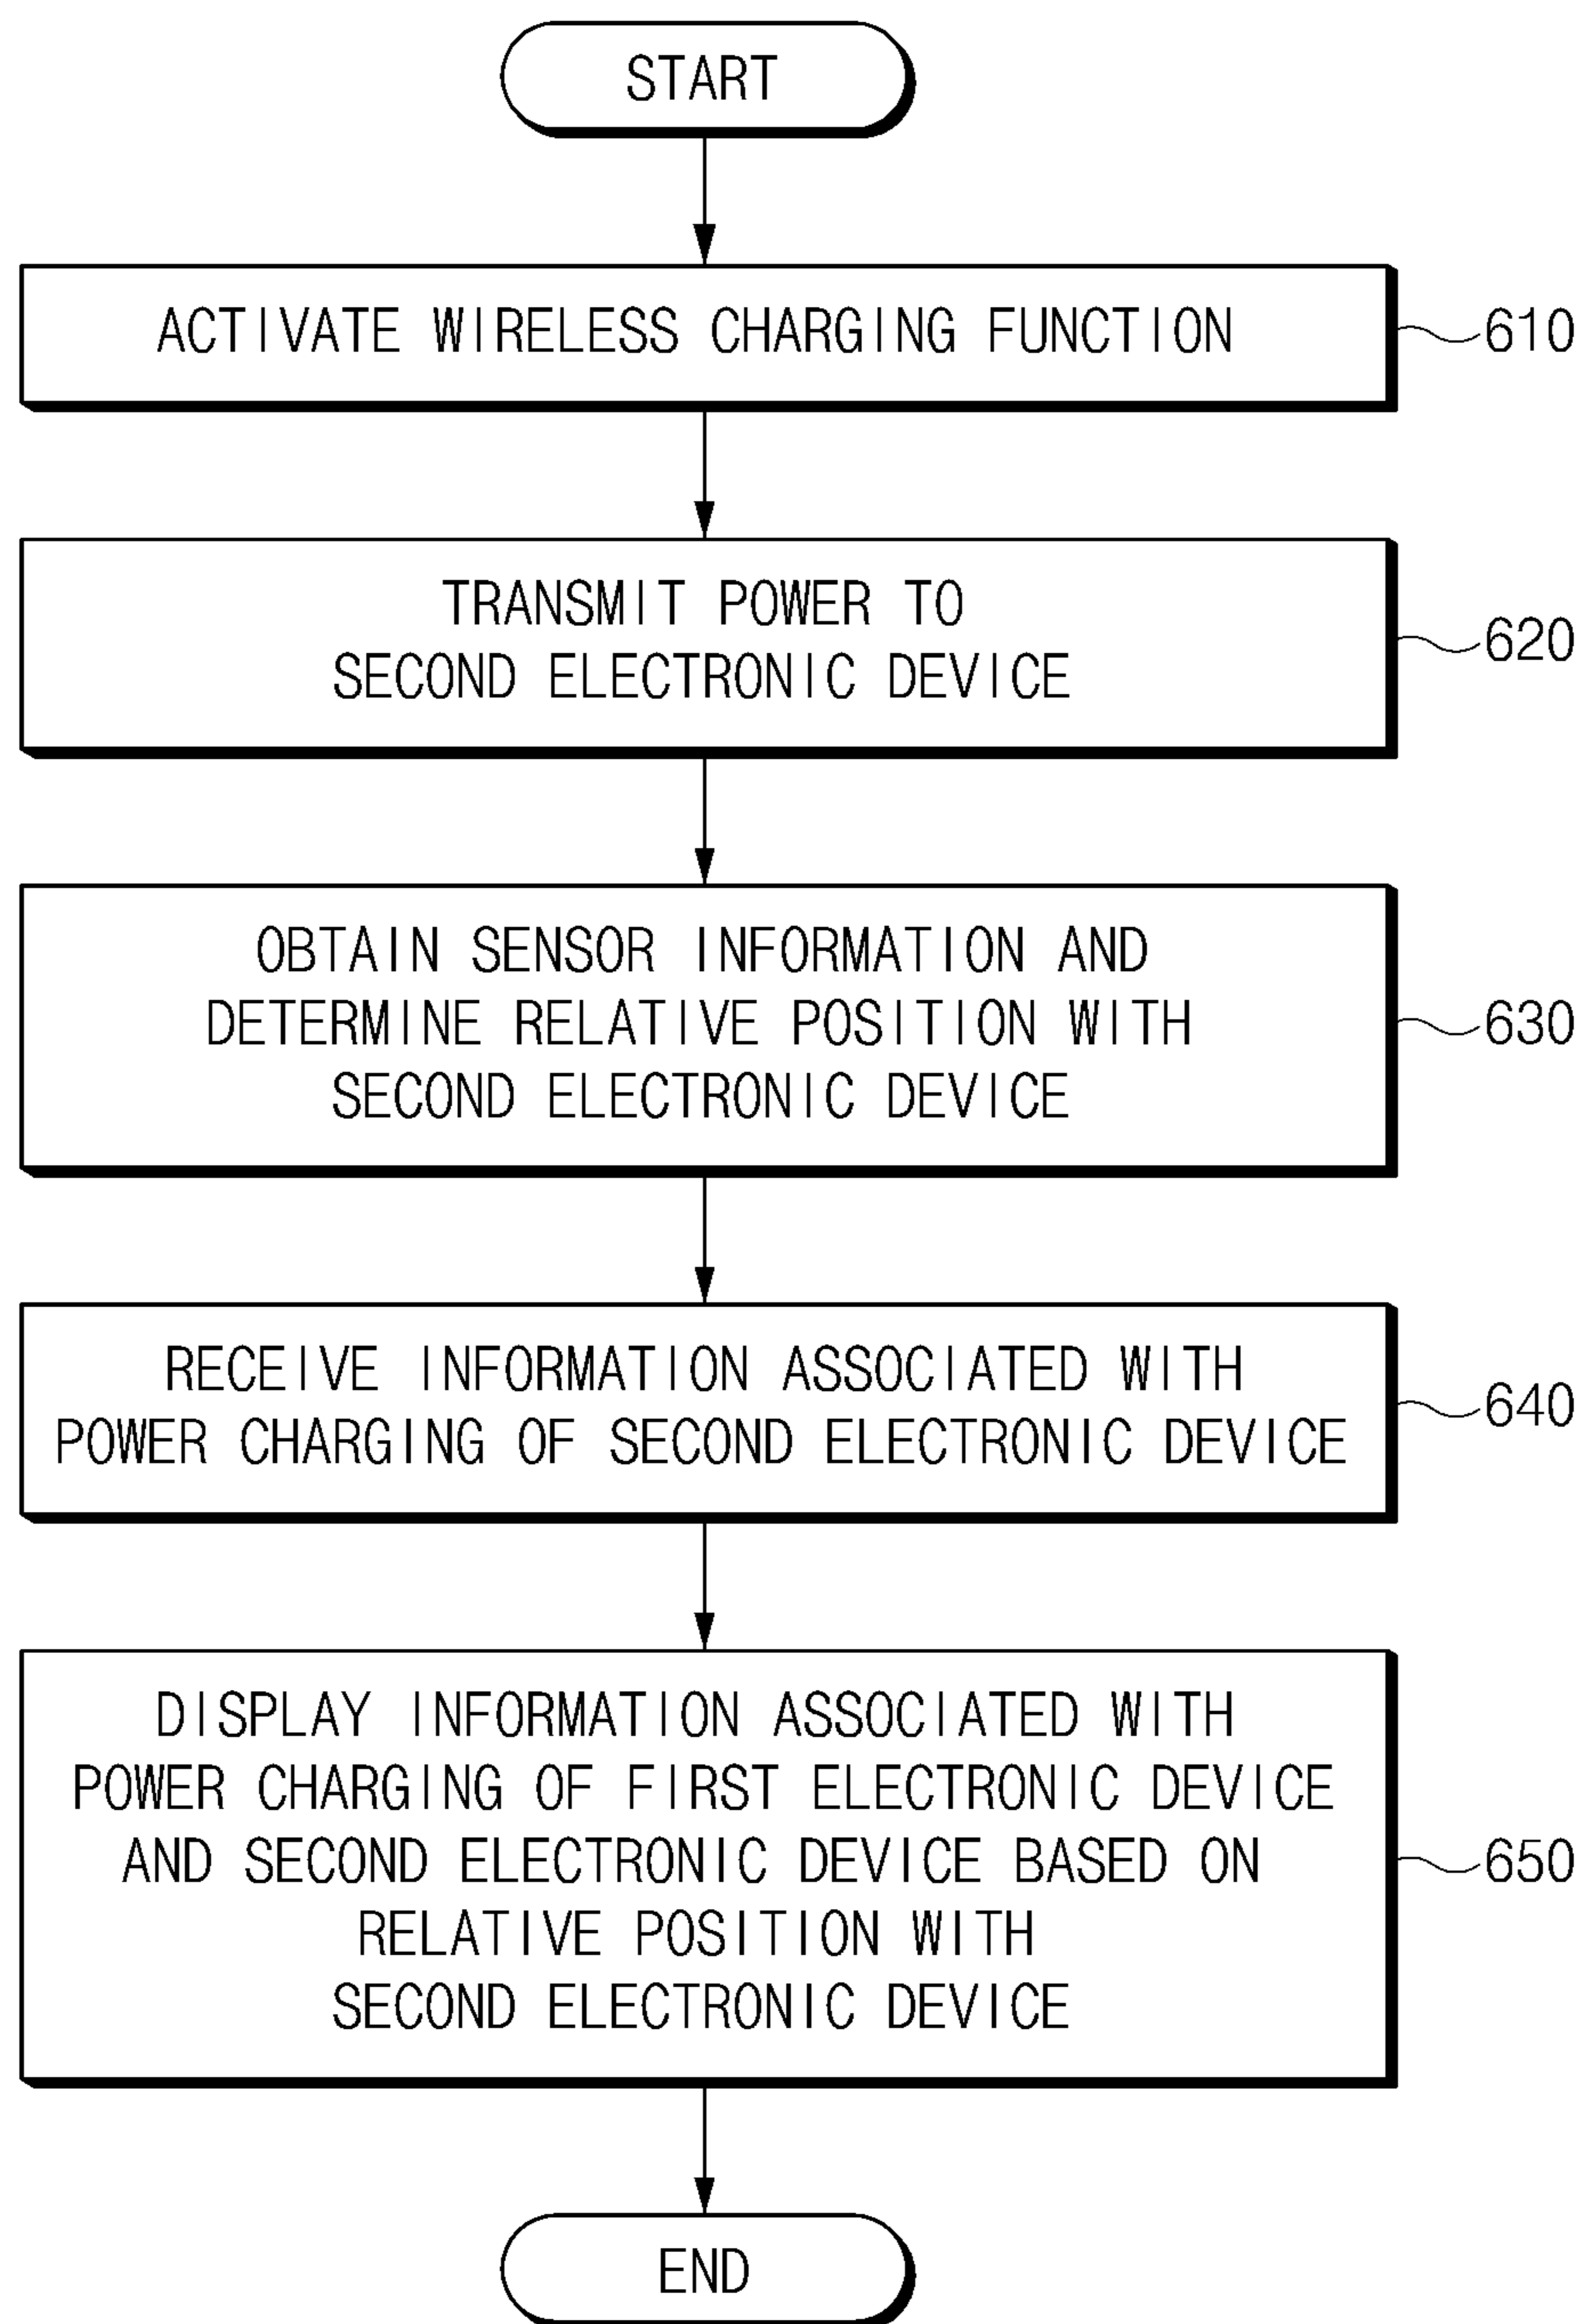 START
ACTIVATE WIRELESS CHARGING FUNCTION
610
TRANSMIT POWER TO
SECOND ELECTRONIC DEVICE
620
OBTAIN SENSOR INFORMATION AND
DETERMINE RELATIVE POSITION WITH
SECOND ELECTRONIC DEVICE
630
RECEIVE INFORMATION ASSOCIATED WITH
POWER CHARGING OF SECOND ELECTRONIC DEVICE
640
DISPLAY INFORMATION ASSOCIATED WITH
POWER CHARGING OF FIRST ELECTRONIC DEVICE
AND SECOND ELECTRONIC DEVICE BASED ON
RELATIVE POSITION WITH
SECOND ELECTRONIC DEVICE
650
END